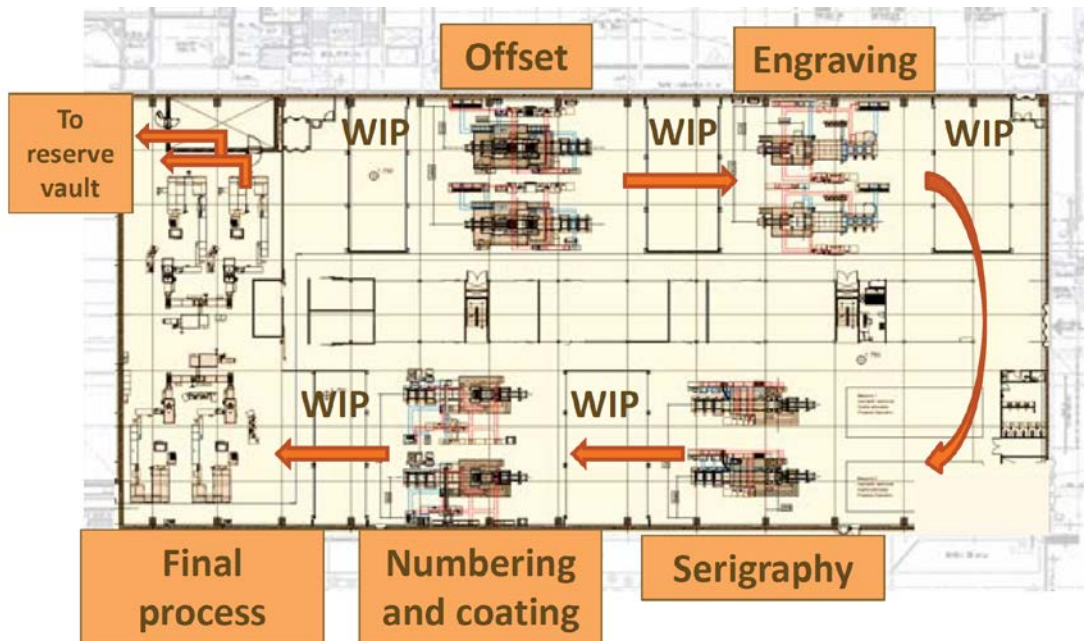 Offset
Engraving
To
reserve
vault
WIP
WIP
WIP
WIP
WIP
Final
process
Numbering
and coating
Serigraphy